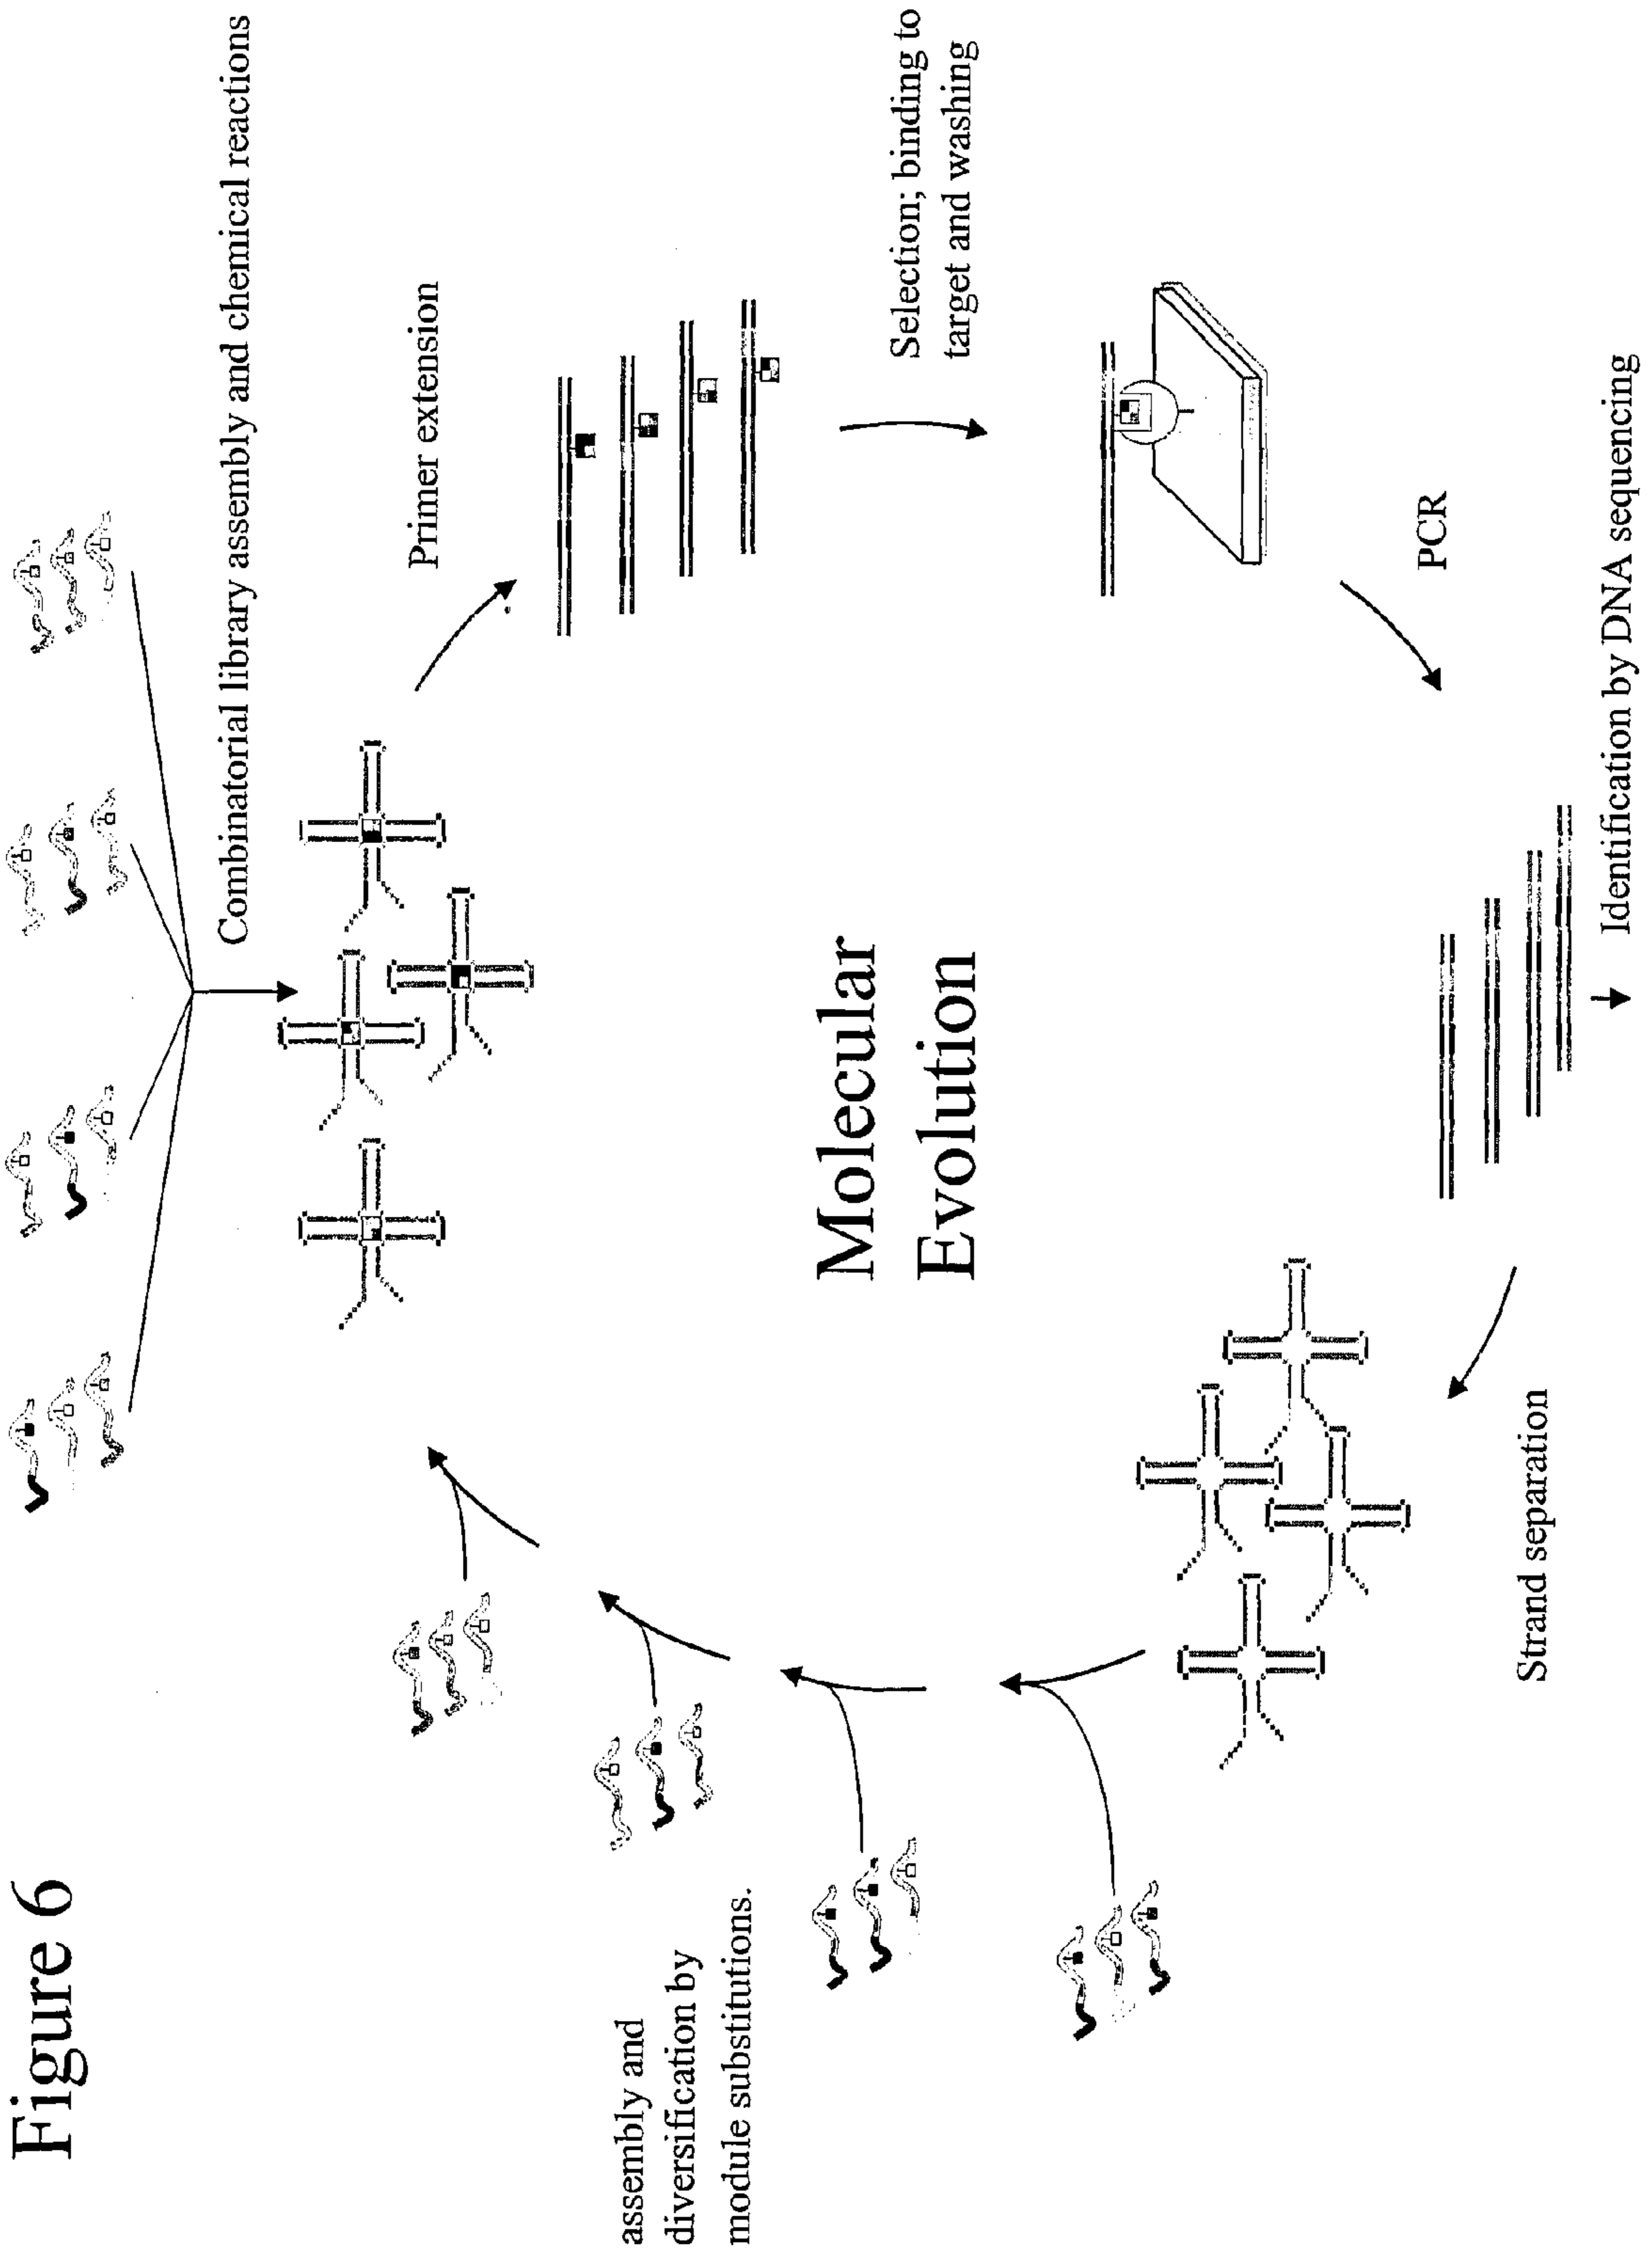 Figure 6
Combinatorial library assembly and chemical reactions
Primer extension
Selection; binding to
target and washing
PCR
Identification by DNA sequencing
Strand separation
assembly and
diversification by
module substitutions.
Molecular
Evolution